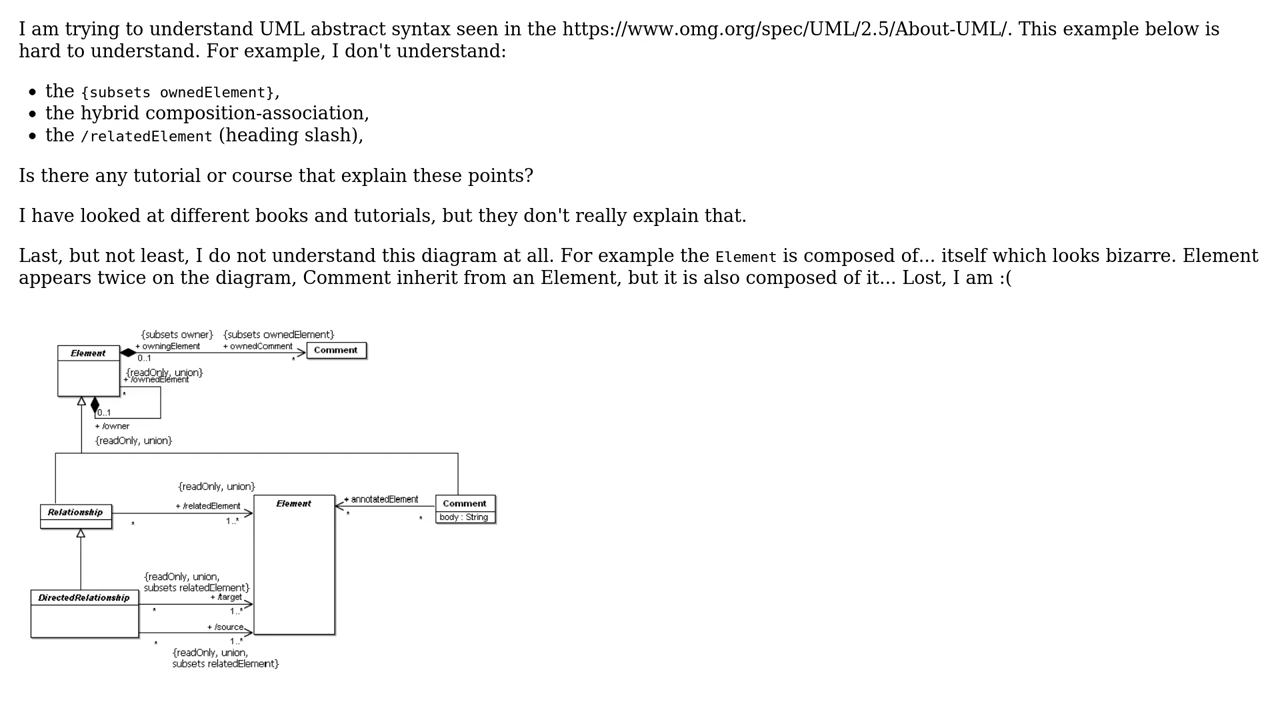 I am trying to understand UML abstract syntax seen in the https://www.omg.org/spec/UML/2.5/About-UML/. This example below is
hard to understand. For example, I don't understand:
• the {subsets ownedElement},
• the hybrid composition-association,
• the /relatedElement (heading slash),
Is there any tutorial or course that explain these points?
I have looked at different books and tutorials, but they don't really explain that.
Last, but not least, I do not understand this diagram at all. For example the Element is composed of... itself which looks bizarre. Element
appears twice on the diagram, Comment inherit from an Element, but it is also composed of it... Lost, I am :(
{subsets owner} {subsets ownedElement}
+ owningElement + ownedComment
Element
Comment
0..1 *
{readOnly, union}
+ /ownedElement
*
0..1
+ /owner
{readOnly, union}
{readOnly, union}
+ /relatedElement
Element
+ annotatedElement
Comment
Relationship
* 1..*
* *
body : String
{readOnly, union,
subsets relatedElement}
+ /target
DirectedRelationship
* 1..*
+ /source
* 1..*
{readOnly, union,
subsets relatedElement}